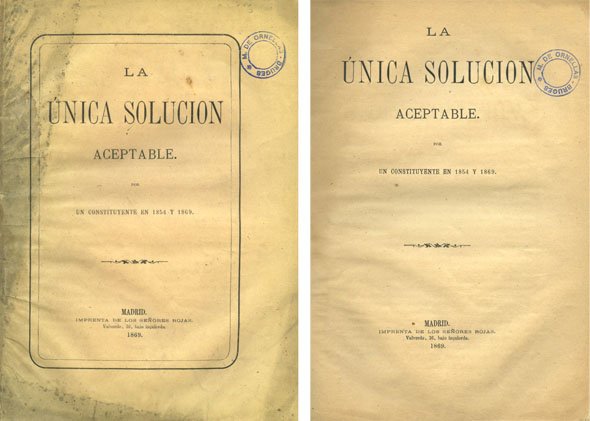 LA
ÚNICA SOLUCION
ACEPTABLE.
POR
UN CONSTITUYENTE EN 1854 Y 1869.
MADRID.
IMPRENTA DE LOS SEÑORES ROJAS.
Valverde, 16, bajo izquierda.
1869.
M. DE ORNELLAS - BRUGES
LA
ÚNICA SOLUCION
ACEPTABLE.
POR
UN CONSTITUYENTE EN 1854 Y 1869.
MADRID.
IMPRENTA DE LOS SEÑORES ROJAS.
Valverde, 16, bajo izquierda.
1869.
M. DE ORNELLAS - BRUGES